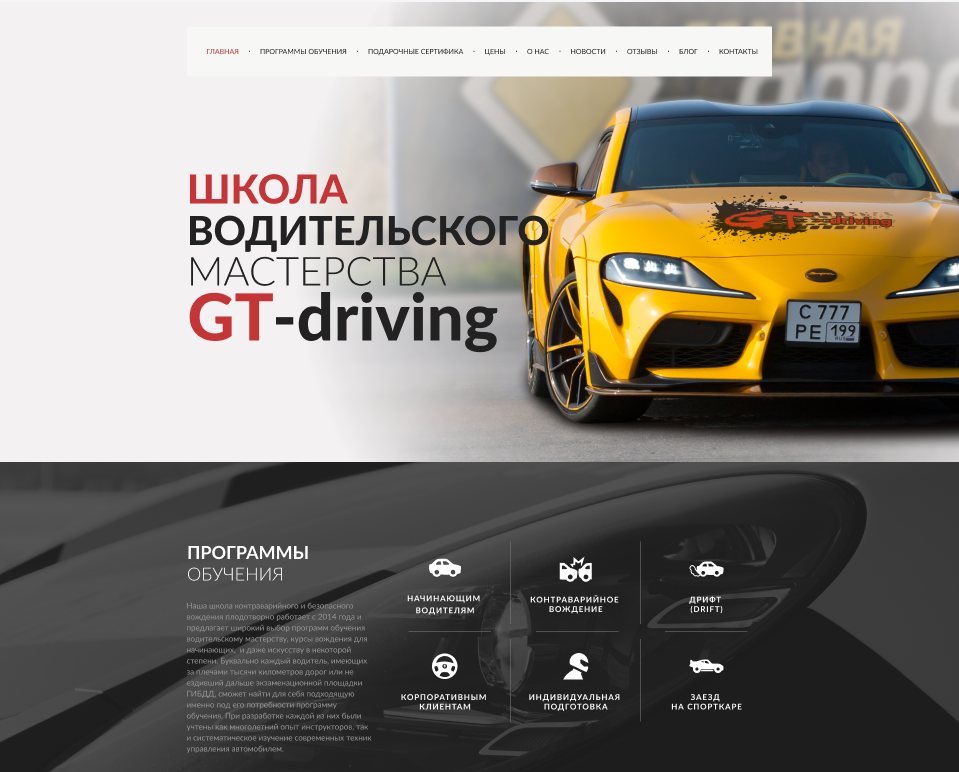 ГЛАВНАЯ · ПРОГРАММЫ ОБУЧЕНИЯ · ПОДАРОЧНЫЕ СЕРТИФИКА · ЦЕНЫ · О НАС · НОВОСТИ · ОТЗЫВЫ · БЛОГ · КОНТАКТЫ
ГЛАВНАЯ
ШКОЛА
ВОДИТЕЛЬСКОГО
МАСТЕРСТВА
GT-driving
GT-driving
С 777
РЕ 199
RUS
ПРОГРАММЫ
ОБУЧЕНИЯ
Наша школа контраварийного и безопасного
вождения плодотворно работает с 2014 года и
предлагает широкий выбор программ обучения
водительскому мастерству, курсы вождения для
начинающих, и даже искусству в некоторой
степени. Буквально каждый водитель, имеющих
за плечами тысячи километров дорог или не
ездивший дальше экзаменационной площадки
ГИБДД, сможет найти для себя подходящую
именно под его потребности программу
обучения. При разработке каждой из них были
учтены как многолетний опыт инструкторов, так
и систематическое изучение современных техник
управления автомобилем.
НАЧИНАЮЩИМ
ВОДИТЕЛЯМ
КОНТРАВАРИЙНОЕ
ВОЖДЕНИЕ
ДРИФТ
(DRIFT)
КОРПОРАТИВНЫМ
КЛИЕНТАМ
ИНДИВИДУАЛЬНАЯ
ПОДГОТОВКА
ЗАЕЗД
НА СПОРТКАРЕ